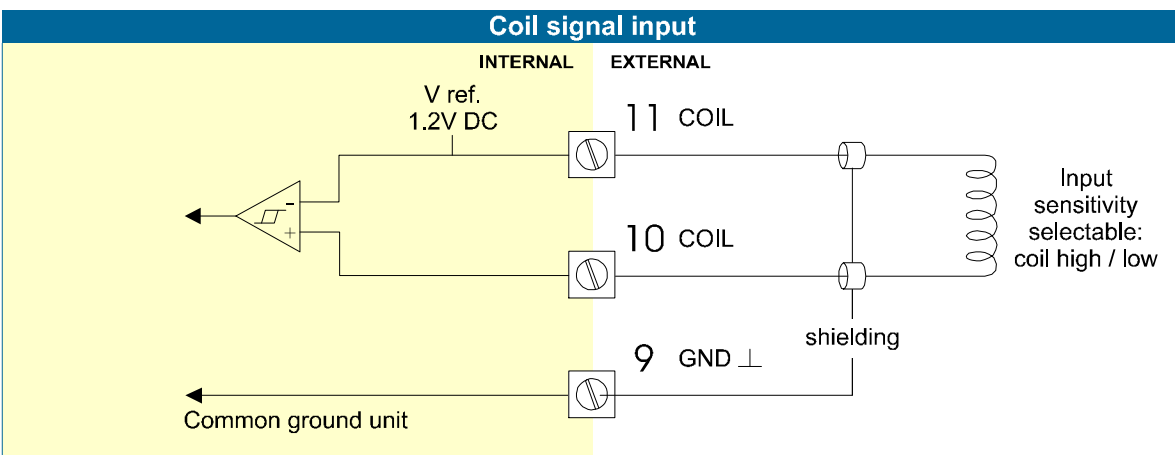 Coil signal input
INTERNAL
EXTERNAL
V ref.
1.2V DC
11 COIL
-
+
10 COIL
Input
sensitivity
selectable:
coil high / low
shielding
9 GND ⊥
Common ground unit